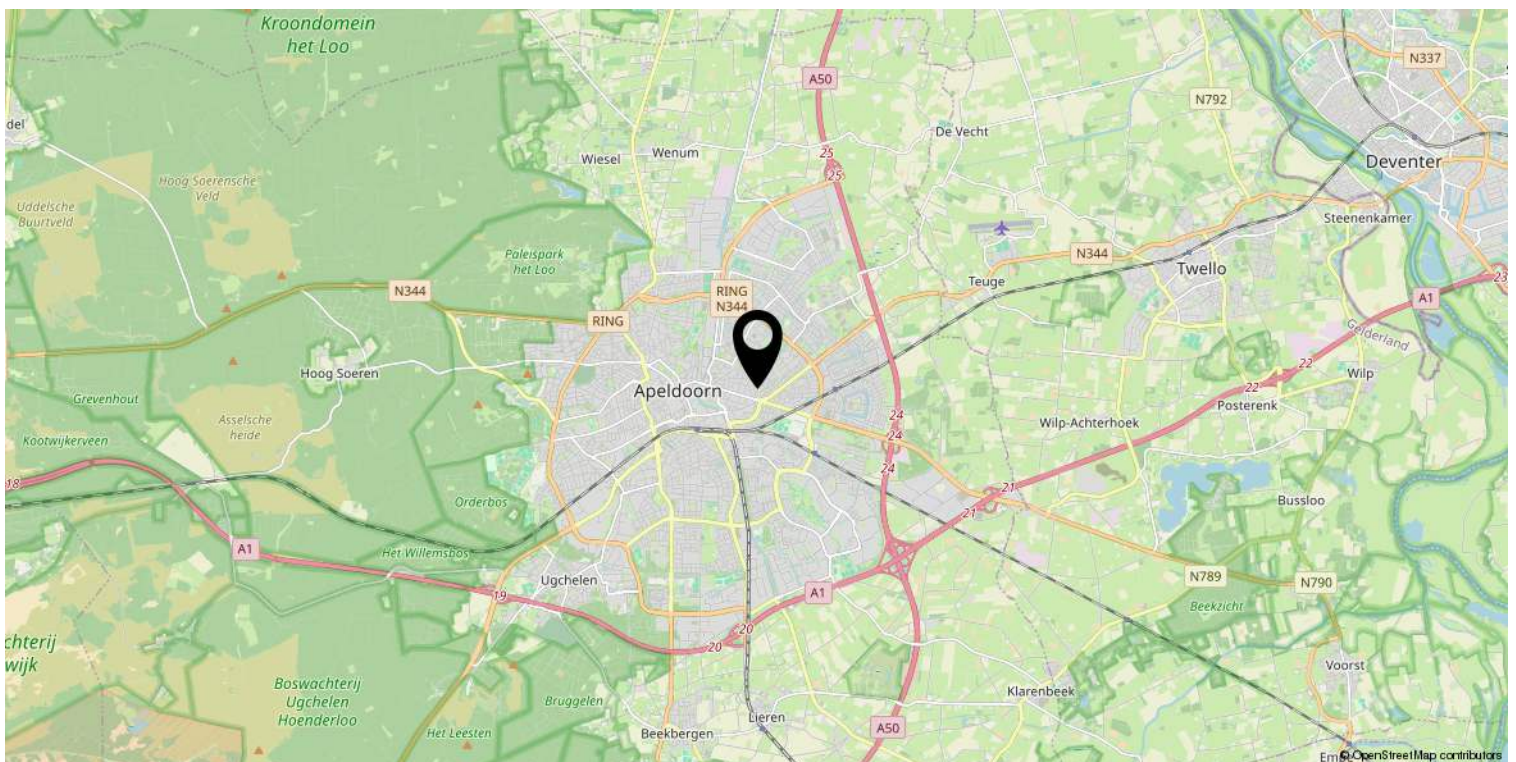 Kroondomein
het Loo
A50
N337
N792
del
De Vecht
Wiesel
Wenum
25
25
Deventer
Hoog Soerensche
Veld
Uddelsche
Buurtveld
Steenenkamer
Paleispark
het Loo
N344
Twello
Teuge
23
N344
RING
N344
A1
RING
Gelderland
22
Hoog Soeren
Wilp
22
Apeldoorn
Grevenhout
Posterenk
Asselsche
heide
24
Wilp-Achterhoek
Kootwijkerveen
24
24
18
21
Bussloo
Orderbos
21
A1
Het Willemsbos
Ugchelen
N789
N790
19
A1
Beekzicht
20
20
chterij
wijk
Voorst
Boswachterij
Ugchelen
Hoenderloo
Klarenbeek
Bruggelen
Lieren
A50
Het Leesten
Beekbergen
© OpenStreetMap contributors